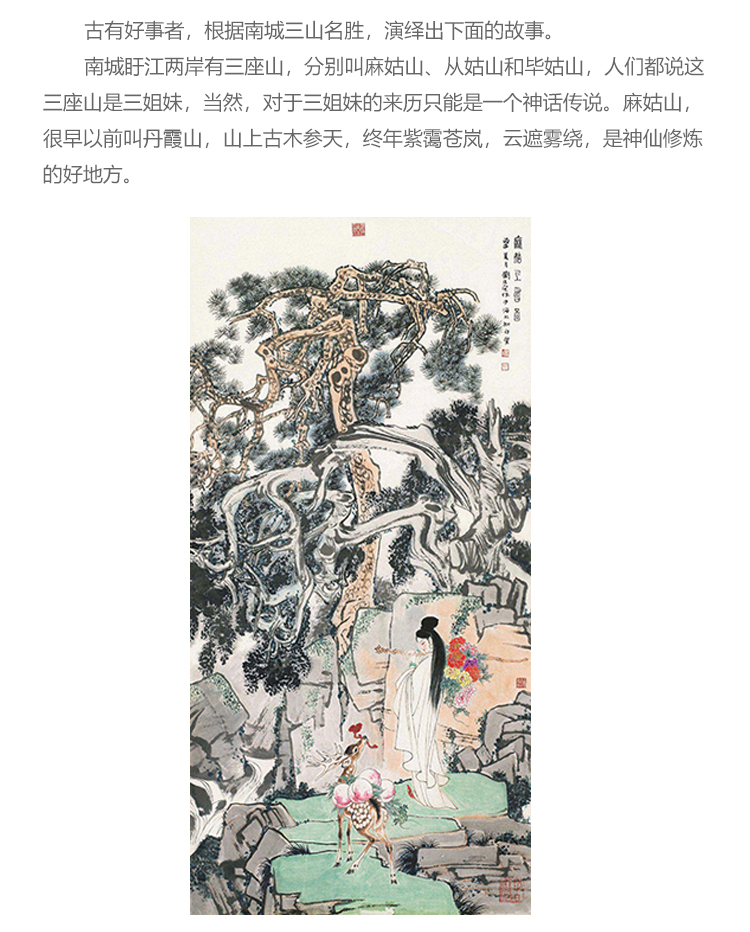 古有好事者，根据南城三山名胜，演绎出下面的故事。
南城盱江两岸有三座山，分别叫麻姑山、从姑山和毕姑山，人们都说这
三座山是三姐妹，当然，对于三姐妹的来历只能是一个神话传说。麻姑山，
很早以前叫丹霞山，山上古木参天，终年紫霭苍岚，云遮雾绕，是神仙修炼
的好地方。